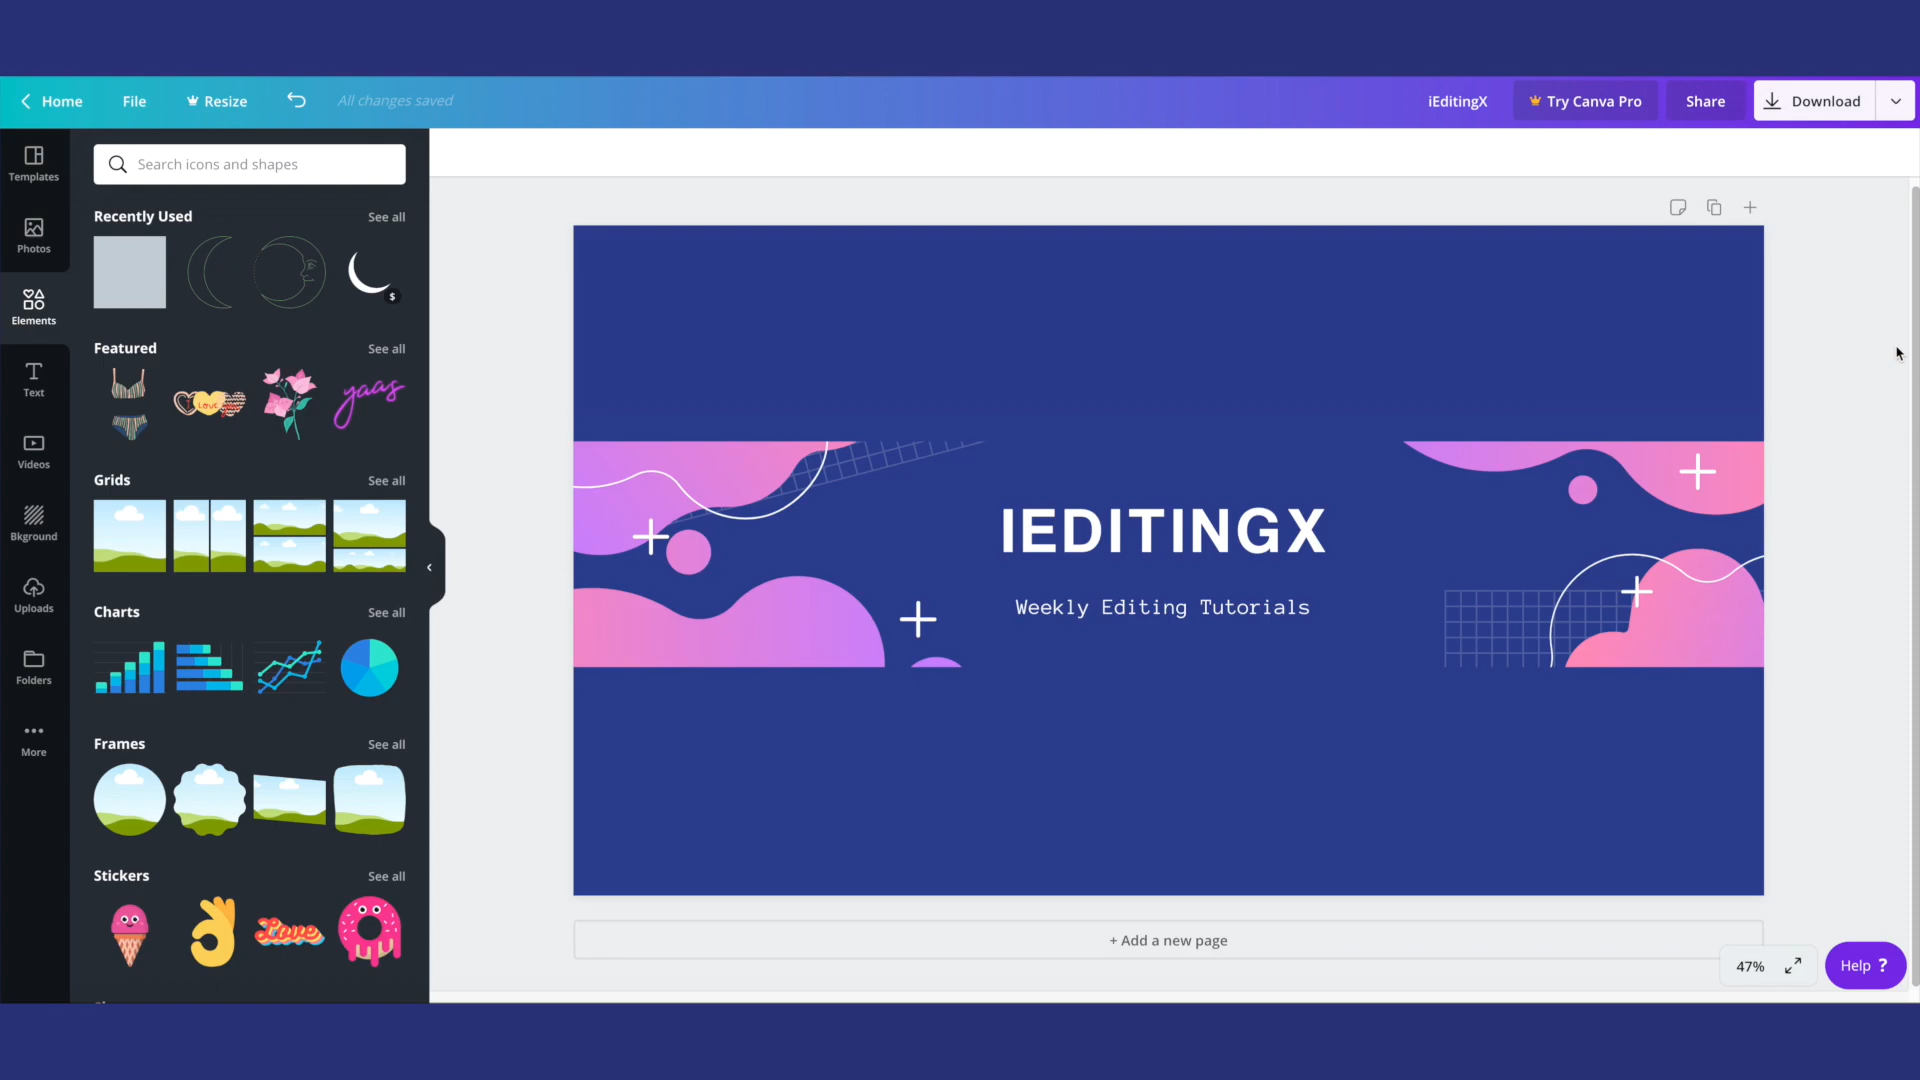 Home
File
Resize
All changes saved
iEditingX
Try Canva Pro
Share
Download
Templates
Photos
Elements
Text
Videos
Bkground
Uploads
Folders
More
Search icons and shapes
Recently Used
See all
$
Featured
See all
LOVE
yaas
Grids
See all
Charts
See all
Frames
See all
Stickers
See all
Love
IEDITINGX
Weekly Editing Tutorials
+ Add a new page
47%
Help ?